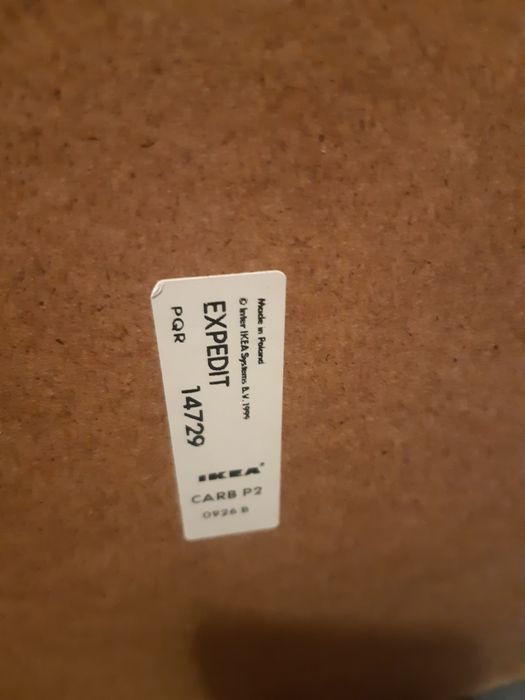 Made in Poland
© Inter IKEA Systems B.V. 1999
EXPEDIT 14729
PQR
IKEA®
CARB P2
0926 B